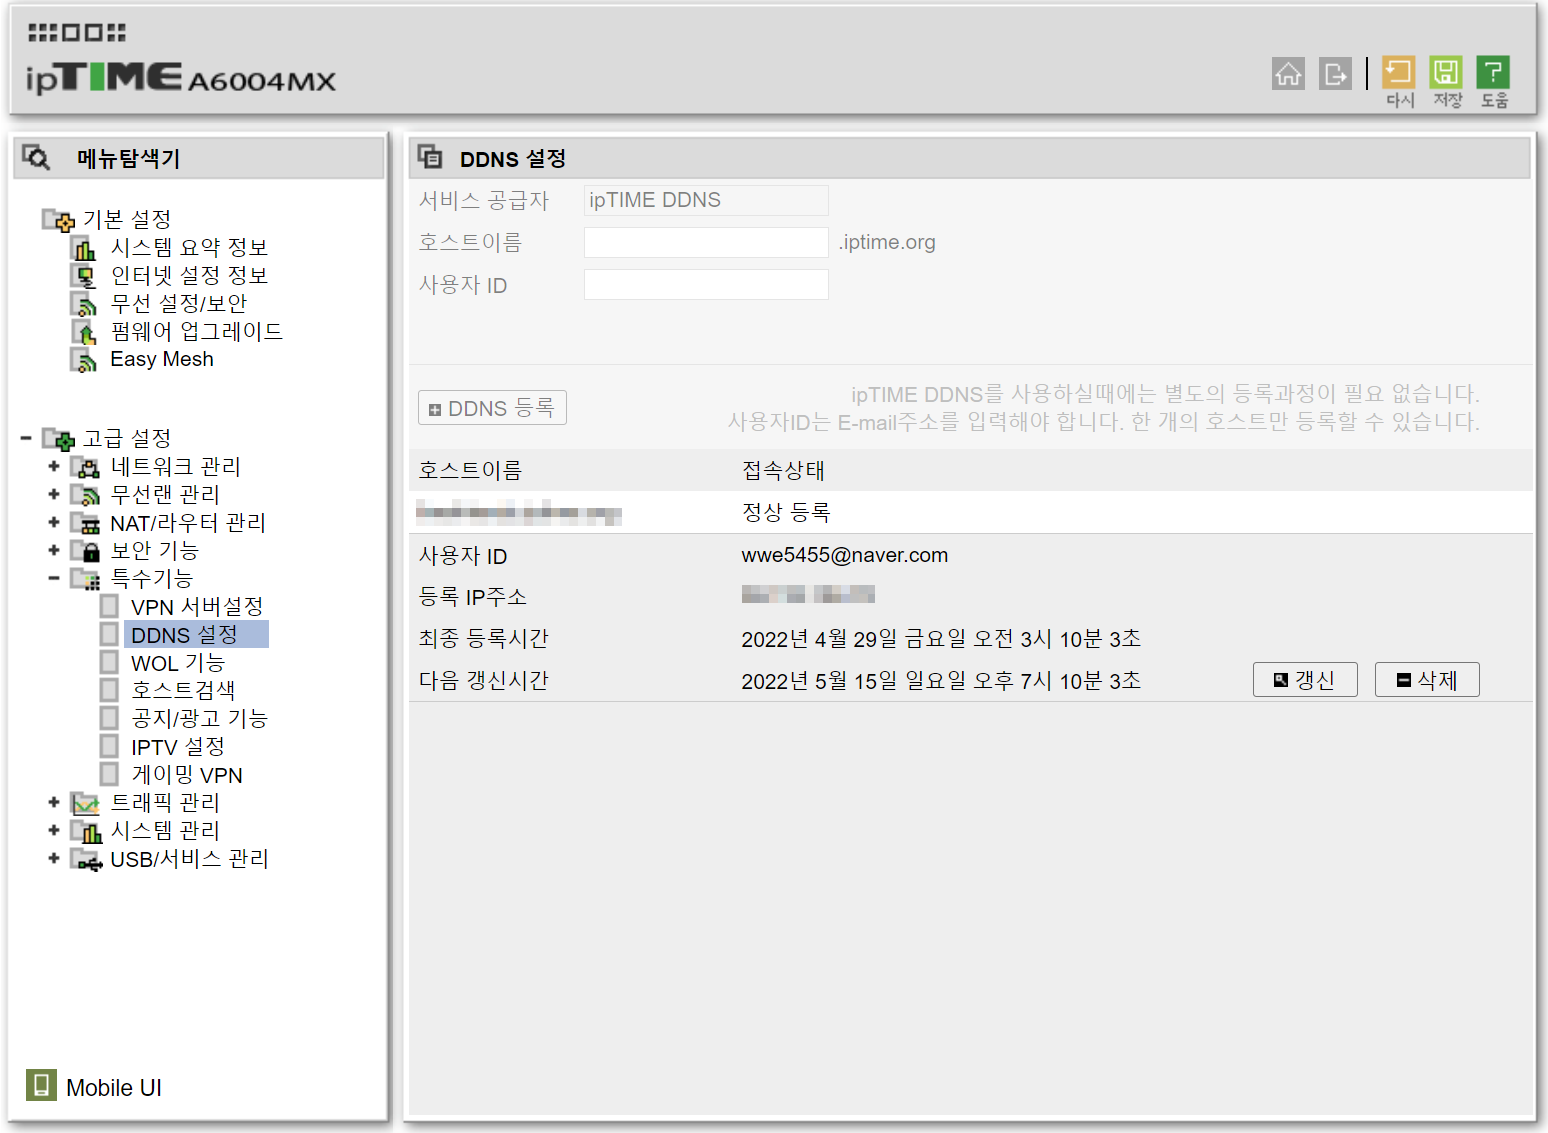 ipTIME A6004MX
다시 저장 도움
메뉴탐색기
기본 설정
시스템 요약 정보
인터넷 설정 정보
무선 설정/보안
펌웨어 업그레이드
Easy Mesh
고급 설정
네트워크 관리
무선랜 관리
NAT/라우터 관리
보안 기능
특수기능
VPN 서버설정
DDNS 설정
WOL 기능
호스트검색
공지/광고 기능
IPTV 설정
게이밍 VPN
트래픽 관리
시스템 관리
USB/서비스 관리
Mobile UI
DDNS 설정
서비스 공급자 ipTIME DDNS
호스트이름 .iptime.org
사용자 ID
DDNS 등록
ipTIME DDNS를 사용하실때에는 별도의 등록과정이 필요 없습니다.
사용자ID는 E-mail주소를 입력해야 합니다. 한 개의 호스트만 등록할 수 있습니다.
호스트이름 접속상태
정상 등록
사용자 ID wwe5455@naver.com
등록 IP주소
최종 등록시간 2022년 4월 29일 금요일 오전 3시 10분 3초
다음 갱신시간 2022년 5월 15일 일요일 오후 7시 10분 3초 갱신 삭제